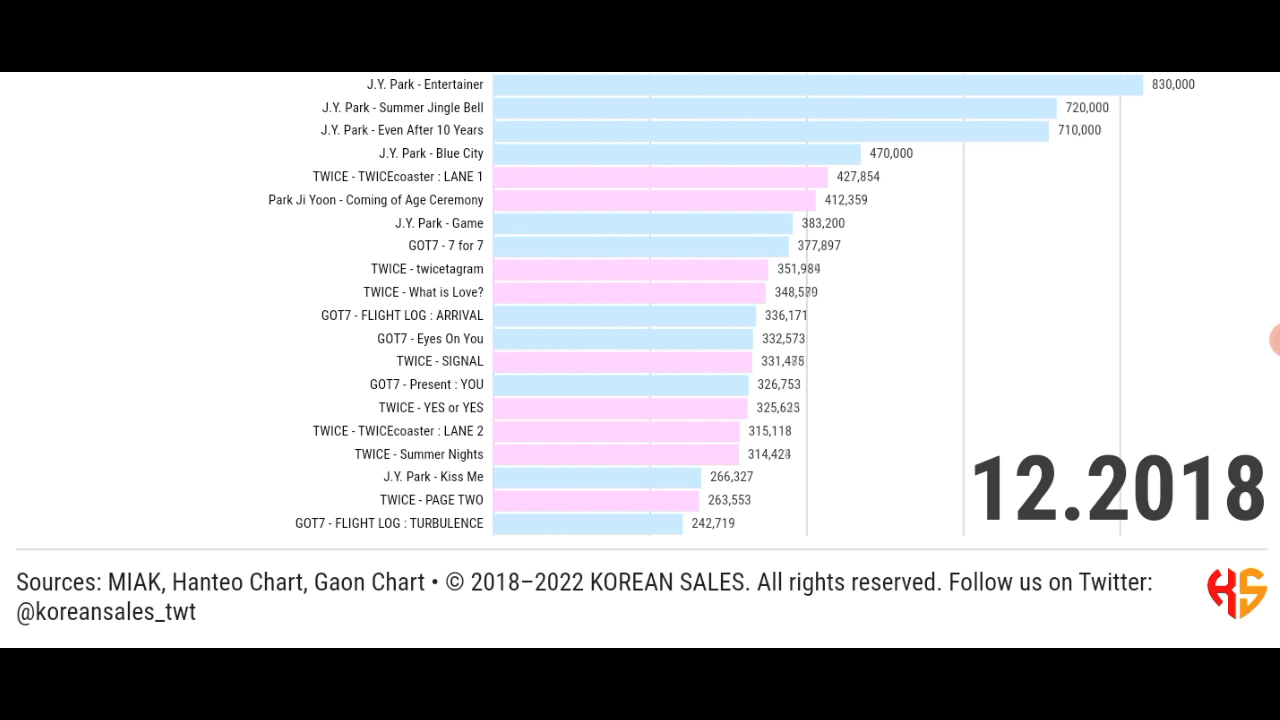 J.Y. Park - Entertainer 830,000
J.Y. Park - Summer Jingle Bell 720,000
J.Y. Park - Even After 10 Years 710,000
J.Y. Park - Blue City 470,000
TWICE - TWICEcoaster : LANE 1 427,854
Park Ji Yoon - Coming of Age Ceremony 412,359
J.Y. Park - Game 383,200
GOT7 - 7 for 7 377,897
TWICE - twicetagram
TWICE - What is Love?
GOT7 - FLIGHT LOG : ARRIVAL 336,171
GOT7 - Eyes On You 332,573
TWICE - SIGNAL
GOT7 - Present : YOU 326,753
TWICE - YES or YES
TWICE - TWICEcoaster : LANE 2 315,118
TWICE - Summer Nights
J.Y. Park - Kiss Me 266,327
TWICE - PAGE TWO 263,553
GOT7 - FLIGHT LOG : TURBULENCE 242,719
12.2018
Sources: MIAK, Hanteo Chart, Gaon Chart • © 2018–2022 KOREAN SALES. All rights reserved. Follow us on Twitter:
@koreansales_twt
KS